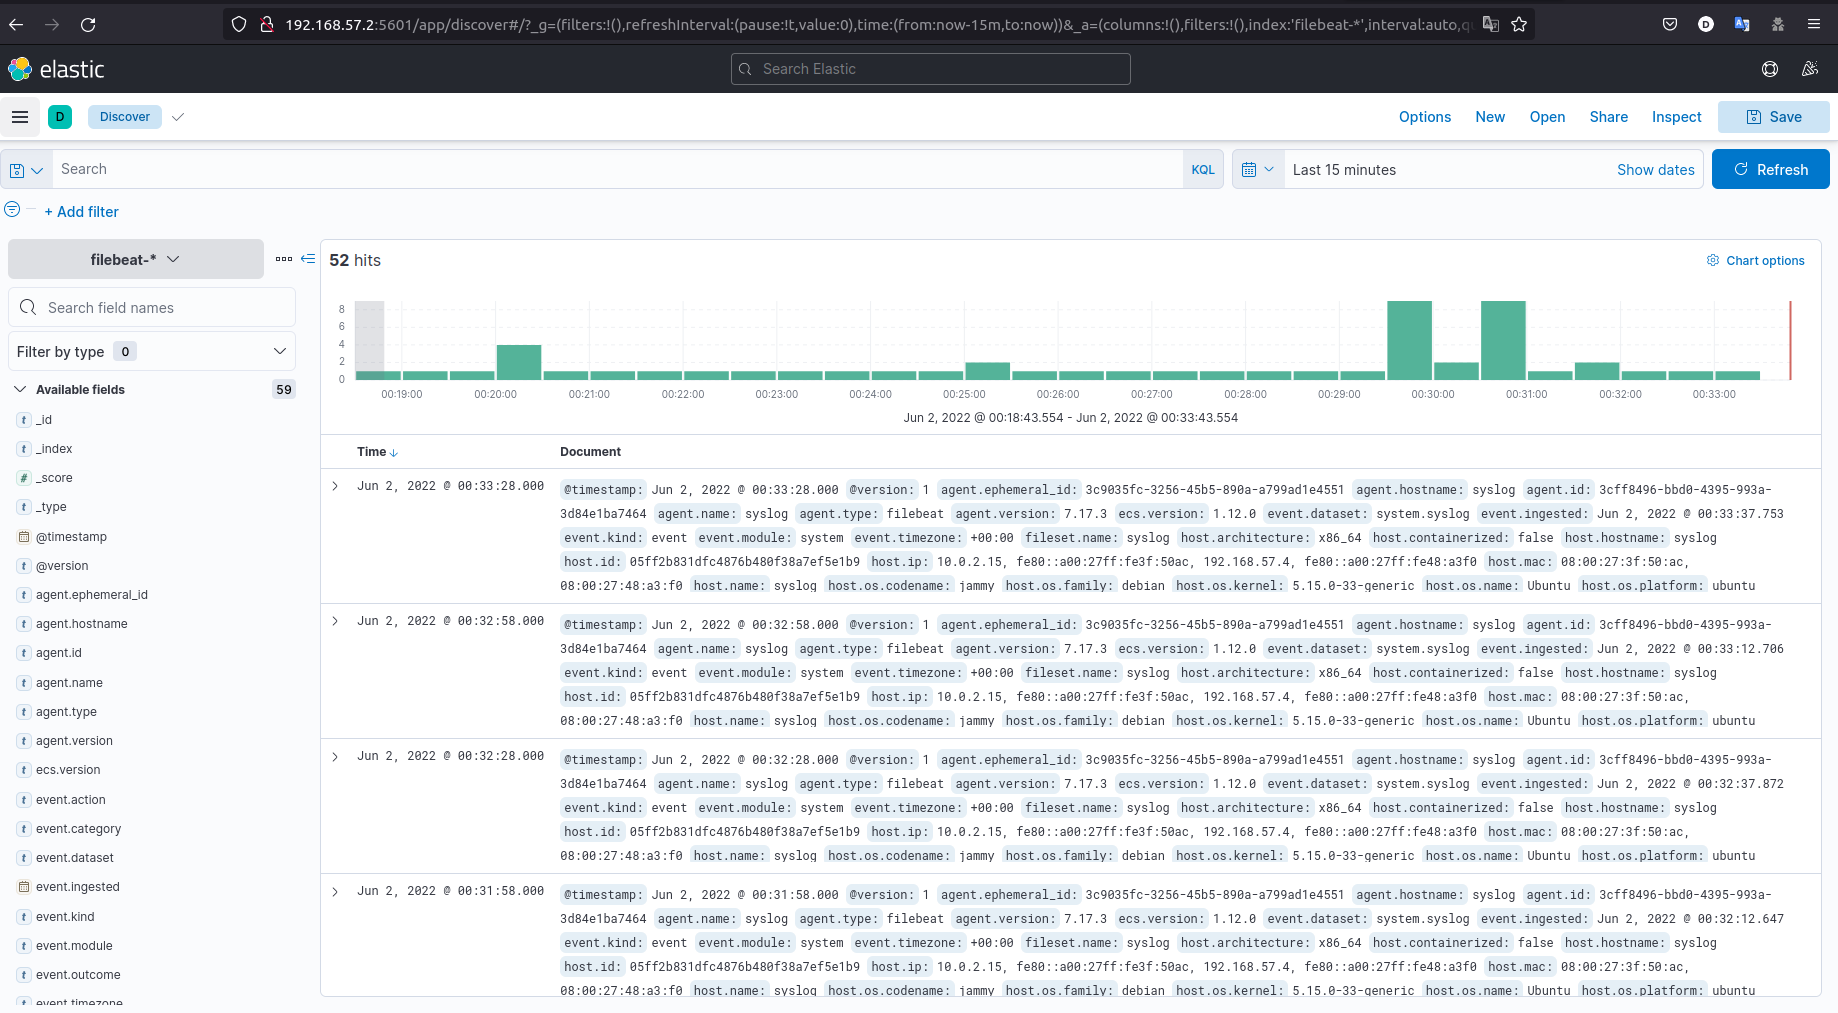 192.168.57.2:5601/app/discover#/?_g=(filters:!(),refreshInterval:(pause:!t,value:0),time:(from:now-15m,to:now))&_a=(columns:!(),filters:!(),index:'filebeat-*',interval:auto,q
elastic
Search Elastic
D
Discover
Options
New
Open
Share
Inspect
Save
Search
KQL
Last 15 minutes
Show dates
Refresh
+ Add filter
filebeat-*
Search field names
Filter by type 0
Available fields 59
t _id
t _index
# _score
t _type
@timestamp
t @version
t agent.ephemeral_id
t agent.hostname
t agent.id
t agent.name
t agent.type
t agent.version
t ecs.version
t event.action
t event.category
t event.dataset
event.ingested
t event.kind
t event.module
t event.outcome
t event.timezone
52 hits
Chart options
8
6
4
2
0
00:19:00 00:20:00 00:21:00 00:22:00 00:23:00 00:24:00 00:25:00 00:26:00 00:27:00 00:28:00 00:29:00 00:30:00 00:31:00 00:32:00 00:33:00
Jun 2, 2022 @ 00:18:43.554 - Jun 2, 2022 @ 00:33:43.554
Time Document
Jun 2, 2022 @ 00:33:28.000
@timestamp: Jun 2, 2022 @ 00:33:28.000 @version: 1 agent.ephemeral_id: 3c9035fc-3256-45b5-890a-a799ad1e4551 agent.hostname: syslog agent.id: 3cff8496-bbd0-4395-993a-
3d84e1ba7464 agent.name: syslog agent.type: filebeat agent.version: 7.17.3 ecs.version: 1.12.0 event.dataset: system.syslog event.ingested: Jun 2, 2022 @ 00:33:37.753
event.kind: event event.module: system event.timezone: +00:00 fileset.name: syslog host.architecture: x86_64 host.containerized: false host.hostname: syslog
host.id: 05ff2b831dfc4876b480f38a7ef5e1b9 host.ip: 10.0.2.15, fe80::a00:27ff:fe3f:50ac, 192.168.57.4, fe80::a00:27ff:fe48:a3f0 host.mac: 08:00:27:3f:50:ac,
08:00:27:48:a3:f0 host.name: syslog host.os.codename: jammy host.os.family: debian host.os.kernel: 5.15.0-33-generic host.os.name: Ubuntu host.os.platform: ubuntu
Jun 2, 2022 @ 00:32:58.000
@timestamp: Jun 2, 2022 @ 00:32:58.000 @version: 1 agent.ephemeral_id: 3c9035fc-3256-45b5-890a-a799ad1e4551 agent.hostname: syslog agent.id: 3cff8496-bbd0-4395-993a-
3d84e1ba7464 agent.name: syslog agent.type: filebeat agent.version: 7.17.3 ecs.version: 1.12.0 event.dataset: system.syslog event.ingested: Jun 2, 2022 @ 00:33:12.706
event.kind: event event.module: system event.timezone: +00:00 fileset.name: syslog host.architecture: x86_64 host.containerized: false host.hostname: syslog
host.id: 05ff2b831dfc4876b480f38a7ef5e1b9 host.ip: 10.0.2.15, fe80::a00:27ff:fe3f:50ac, 192.168.57.4, fe80::a00:27ff:fe48:a3f0 host.mac: 08:00:27:3f:50:ac,
08:00:27:48:a3:f0 host.name: syslog host.os.codename: jammy host.os.family: debian host.os.kernel: 5.15.0-33-generic host.os.name: Ubuntu host.os.platform: ubuntu
Jun 2, 2022 @ 00:32:28.000
@timestamp: Jun 2, 2022 @ 00:32:28.000 @version: 1 agent.ephemeral_id: 3c9035fc-3256-45b5-890a-a799ad1e4551 agent.hostname: syslog agent.id: 3cff8496-bbd0-4395-993a-
3d84e1ba7464 agent.name: syslog agent.type: filebeat agent.version: 7.17.3 ecs.version: 1.12.0 event.dataset: system.syslog event.ingested: Jun 2, 2022 @ 00:32:37.872
event.kind: event event.module: system event.timezone: +00:00 fileset.name: syslog host.architecture: x86_64 host.containerized: false host.hostname: syslog
host.id: 05ff2b831dfc4876b480f38a7ef5e1b9 host.ip: 10.0.2.15, fe80::a00:27ff:fe3f:50ac, 192.168.57.4, fe80::a00:27ff:fe48:a3f0 host.mac: 08:00:27:3f:50:ac,
08:00:27:48:a3:f0 host.name: syslog host.os.codename: jammy host.os.family: debian host.os.kernel: 5.15.0-33-generic host.os.name: Ubuntu host.os.platform: ubuntu
Jun 2, 2022 @ 00:31:58.000
@timestamp: Jun 2, 2022 @ 00:31:58.000 @version: 1 agent.ephemeral_id: 3c9035fc-3256-45b5-890a-a799ad1e4551 agent.hostname: syslog agent.id: 3cff8496-bbd0-4395-993a-
3d84e1ba7464 agent.name: syslog agent.type: filebeat agent.version: 7.17.3 ecs.version: 1.12.0 event.dataset: system.syslog event.ingested: Jun 2, 2022 @ 00:32:12.647
event.kind: event event.module: system event.timezone: +00:00 fileset.name: syslog host.architecture: x86_64 host.containerized: false host.hostname: syslog
host.id: 05ff2b831dfc4876b480f38a7ef5e1b9 host.ip: 10.0.2.15, fe80::a00:27ff:fe3f:50ac, 192.168.57.4, fe80::a00:27ff:fe48:a3f0 host.mac: 08:00:27:3f:50:ac,
08:00:27:48:a3:f0 host.name: syslog host.os.codename: jammy host.os.family: debian host.os.kernel: 5.15.0-33-generic host.os.name: Ubuntu host.os.platform: ubuntu